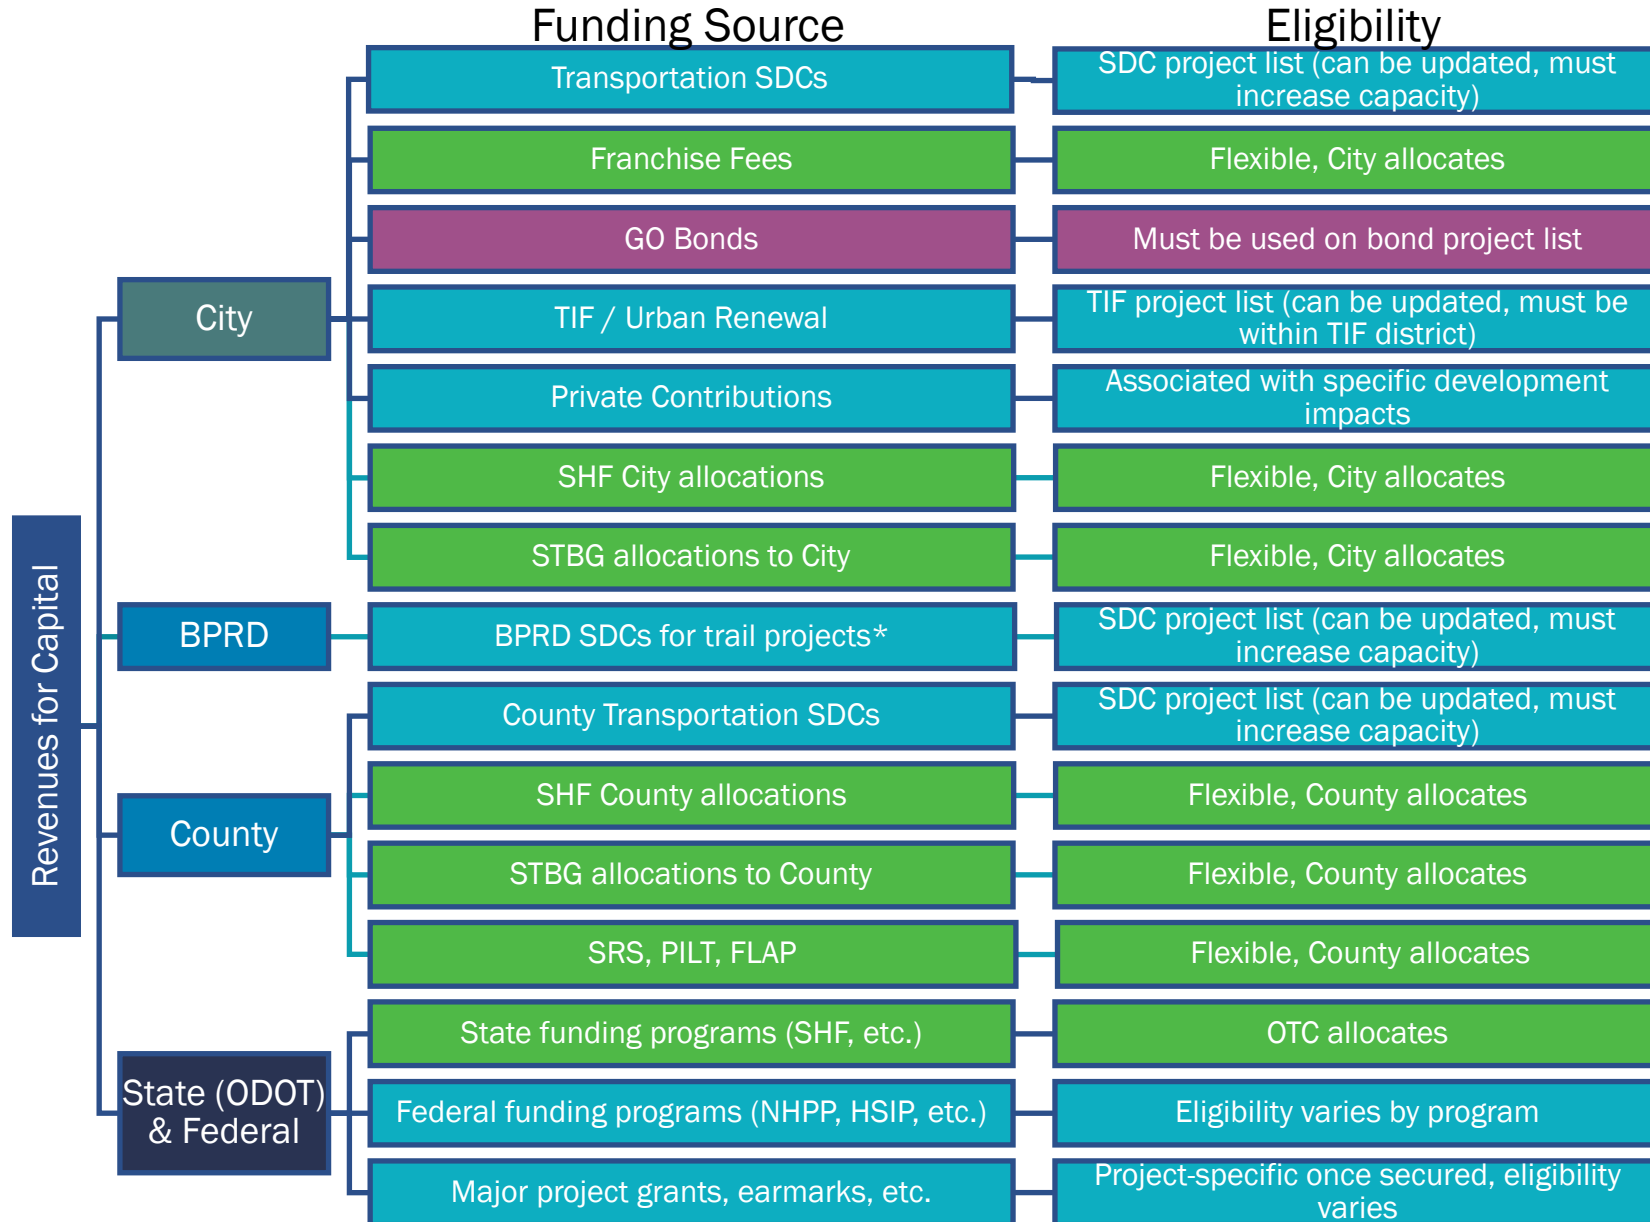 Funding Source
Eligibility
Revenues for Capital
City
Transportation SDCs
SDC project list (can be updated, must
increase capacity)
Franchise Fees
Flexible, City allocates
GO Bonds
Must be used on bond project list
TIF / Urban Renewal
TIF project list (can be updated, must be
within TIF district)
Private Contributions
Associated with specific development
impacts
SHF City allocations
Flexible, City allocates
STBG allocations to City
Flexible, City allocates
BPRD
BPRD SDCs for trail projects*
SDC project list (can be updated, must
increase capacity)
County
County Transportation SDCs
SDC project list (can be updated, must
increase capacity)
SHF County allocations
Flexible, County allocates
STBG allocations to County
Flexible, County allocates
SRS, PILT, FLAP
Flexible, County allocates
State (ODOT)
& Federal
State funding programs (SHF, etc.)
OTC allocates
Federal funding programs (NHPP, HSIP, etc.)
Eligibility varies by program
Major project grants, earmarks, etc.
Project-specific once secured, eligibility
varies